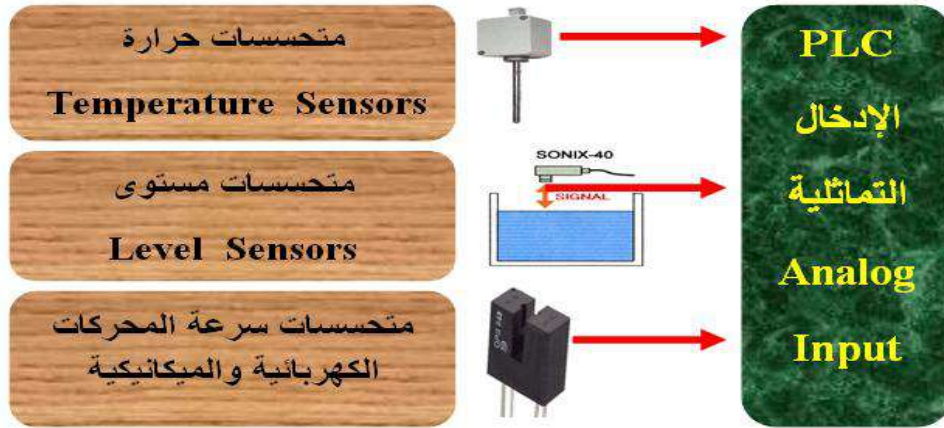 متحسسات حرارة
Temperature Sensors
متحسسات مستوى
Level Sensors
متحسسات سرعة المحركات
الكهربائية والميكانيكية
SONIX-40
SIGNAL
PLC
الإدخال
التماثلية
Analog
Input